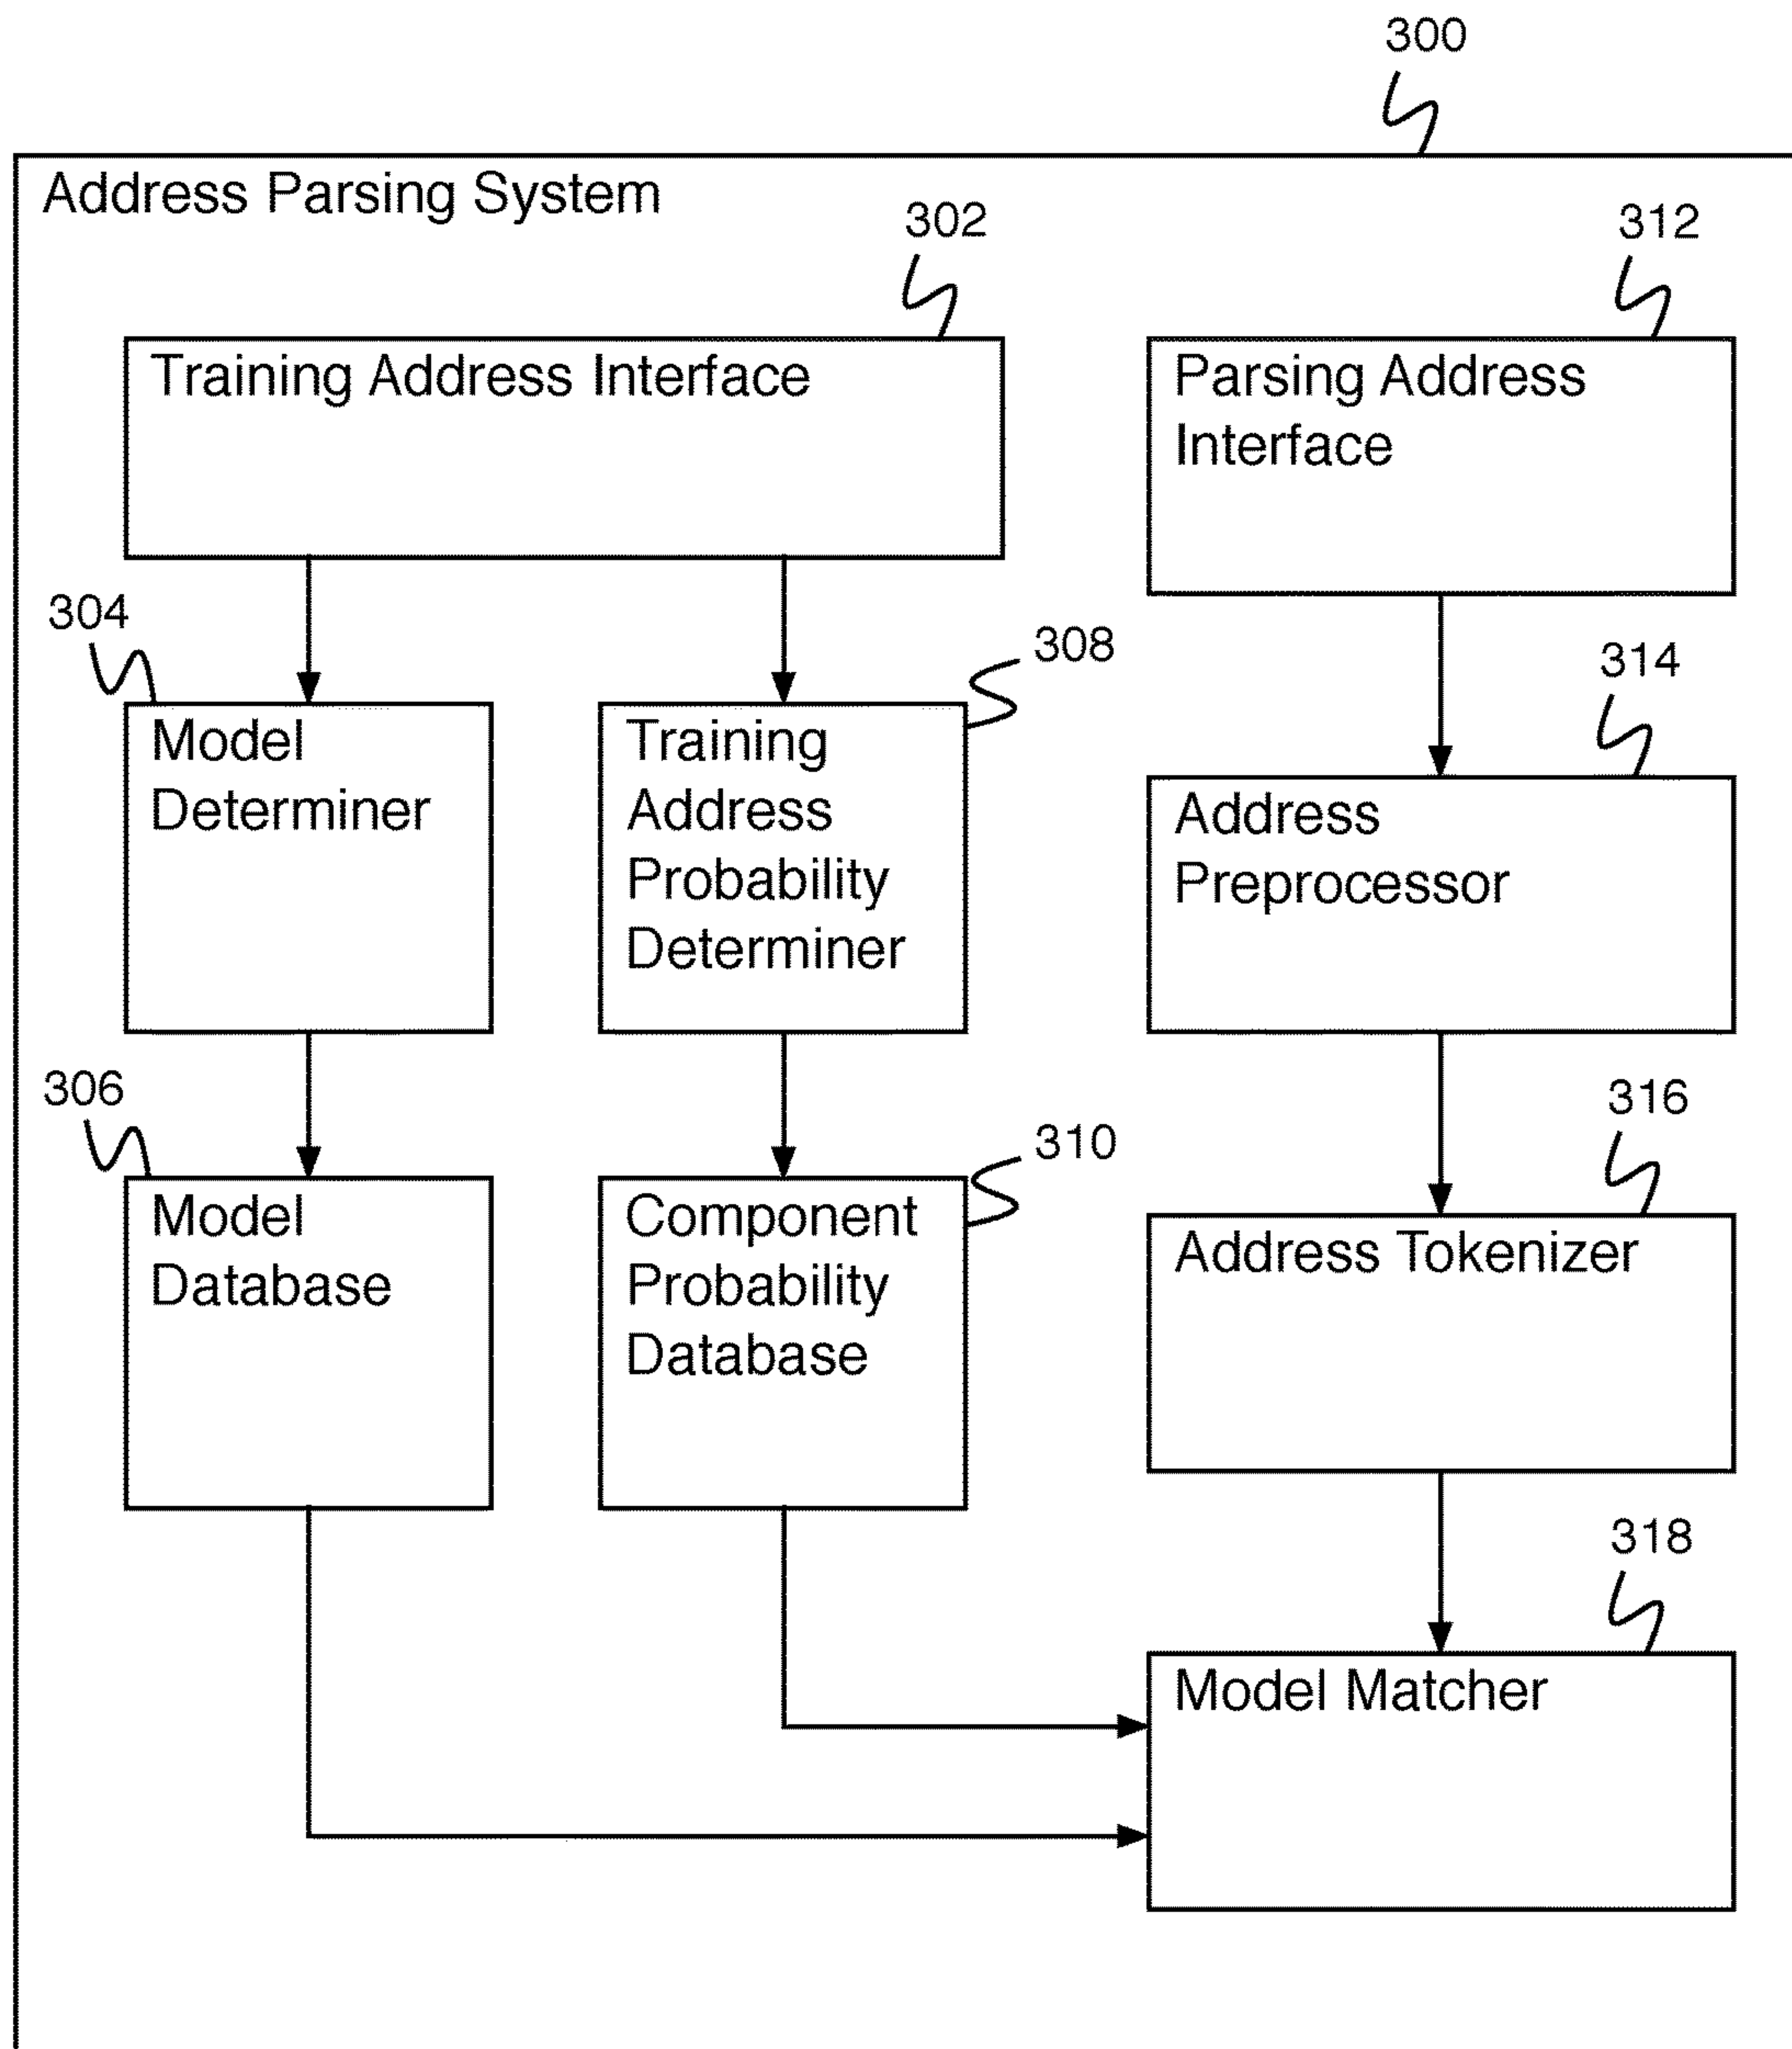 300
Address Parsing System
302
312
Training Address Interface
Parsing Address
Interface
304
308
314
Model
Determiner
Training
Address
Probability
Determiner
Address
Preprocessor
306
310
316
Model
Database
Component
Probability
Database
Address Tokenizer
318
Model Matcher